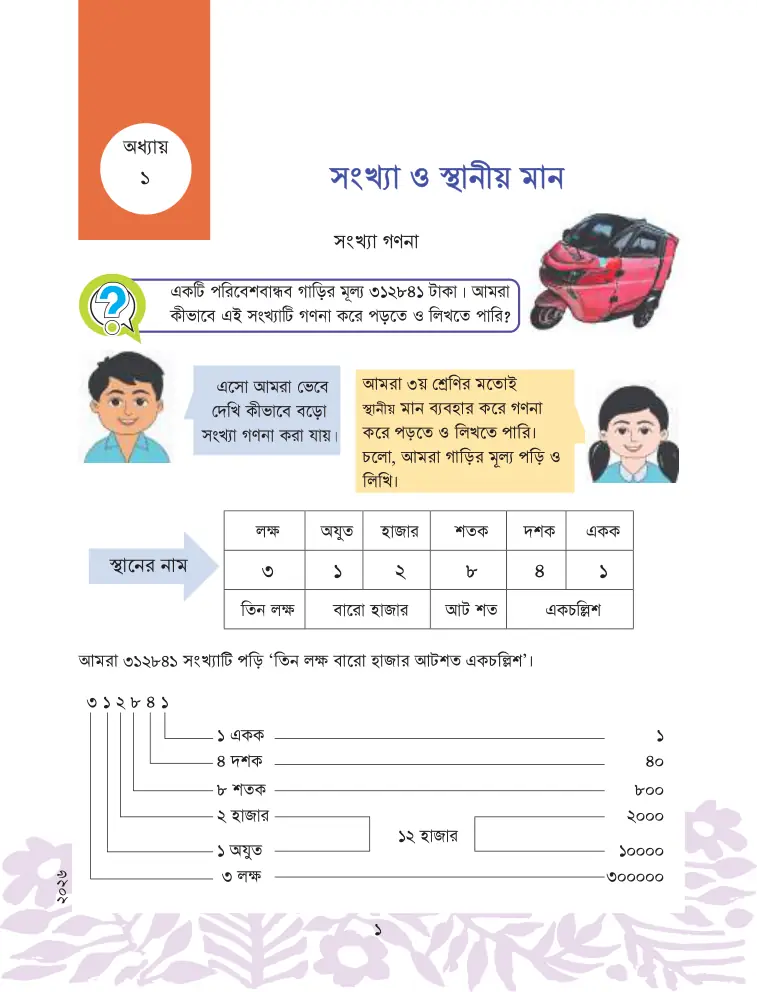 অধ্যায়
১
সংখ্যা ও স্থানীয় মান
সংখ্যা গণনা
একটি পরিবেশবান্ধব গাড়ির মূল্য ৩১২৮৪১ টাকা। আমরা
কীভাবে এই সংখ্যাটি গণনা করে পড়তে ও লিখতে পারি?
এসো আমরা ভেবে
দেখি কীভাবে বড়ো
সংখ্যা গণনা করা যায়।
আমরা ৩য় শ্রেণির মতোই
স্থানীয় মান ব্যবহার করে গণনা
করে পড়তে ও লিখতে পারি।
চলো, আমরা গাড়ির মূল্য পড়ি ও
লিখি।
স্থানের নাম
লক্ষ অযুত হাজার শতক দশক একক
৩ ১ ২ ৮ ৪ ১
তিন লক্ষ বারো হাজার আট শত একচল্লিশ
আমরা ৩১২৮৪১ সংখ্যাটি পড়ি ‘তিন লক্ষ বারো হাজার আটশত একচল্লিশ’।
৩ ১ ২ ৮ ৪ ১
১ একক ১
৪ দশক ৪০
৮ শতক ৮০০
২ হাজার ২০০০
১২ হাজার
১ অযুত ১০০০০
৩ লক্ষ ৩০০০০০
২০২৬
১